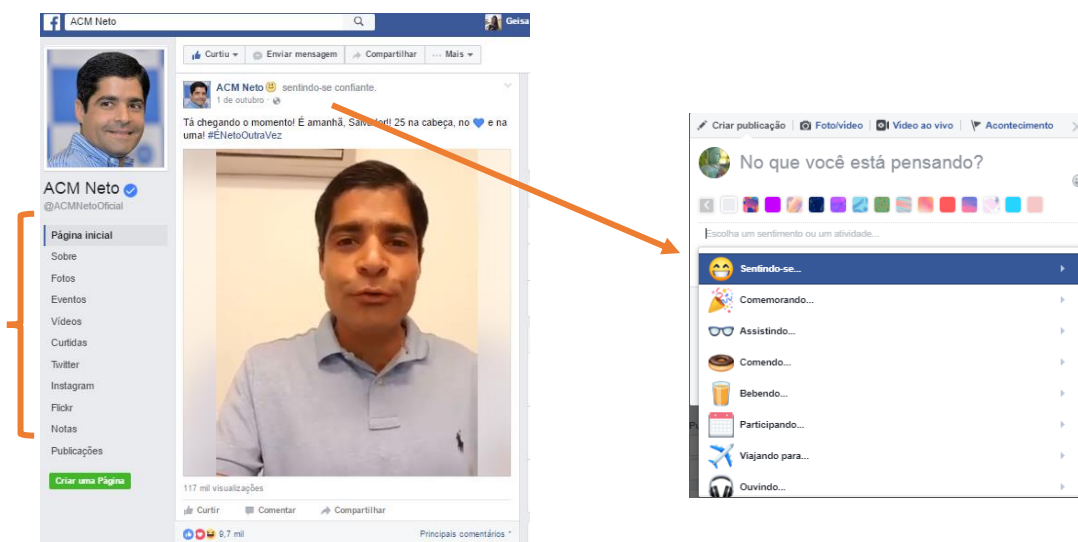 ACM Neto
Geisa
Curtiu
Enviar mensagem
Compartilhar
Mais
ACM Neto sentindo-se confiante.
1 de outubro ·
Tá chegando o momento! É amanhã, Salvador!! 25 na cabeça, no 💙 e na
urna! #ÉNetoOutraVez
ACM Neto
@ACMNetoOficial
Página inicial
Sobre
Fotos
Eventos
Vídeos
Curtidas
Twitter
Instagram
Flickr
Notas
Publicações
Criar uma Página
117 mil visualizações
Curtir Comentar Compartilhar
9,7 mil
Principais comentários
Criar publicação Foto/vídeo Vídeo ao vivo Acontecimento
No que você está pensando?
Escolha um sentimento ou um atividade...
Sentindo-se...
Comemorando...
Assistindo...
Comendo...
Bebendo...
Participando...
Viajando para...
Ouvindo...